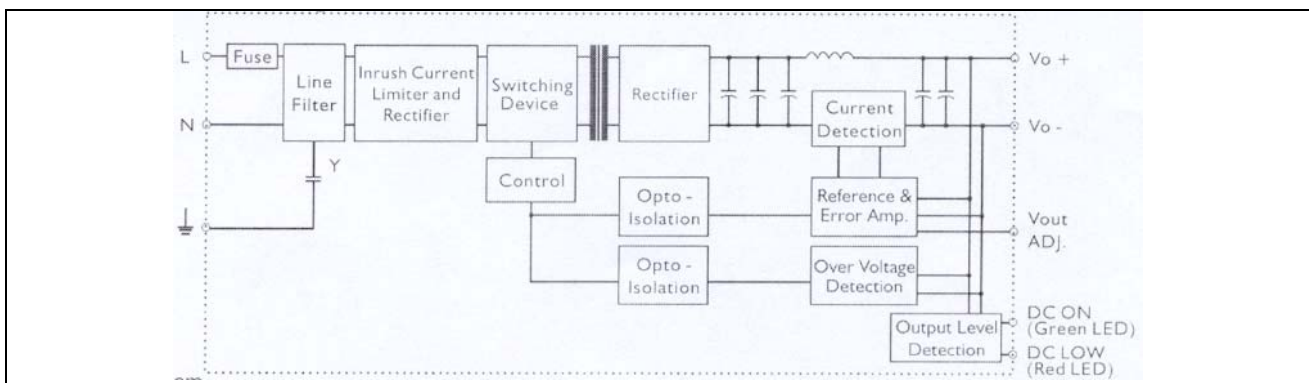 L
Fuse
Line
Filter
Inrush Current
Limiter and
Rectifier
Switching
Device
Rectifier
Current
Detection
Vo +
N
Vo -
Y
Control
Opto -
Isolation
Reference &
Error Amp.
Vout
ADJ.
Opto -
Isolation
Over Voltage
Detection
Output Level
Detection
DC ON
(Green LED)
DC LOW
(Red LED)